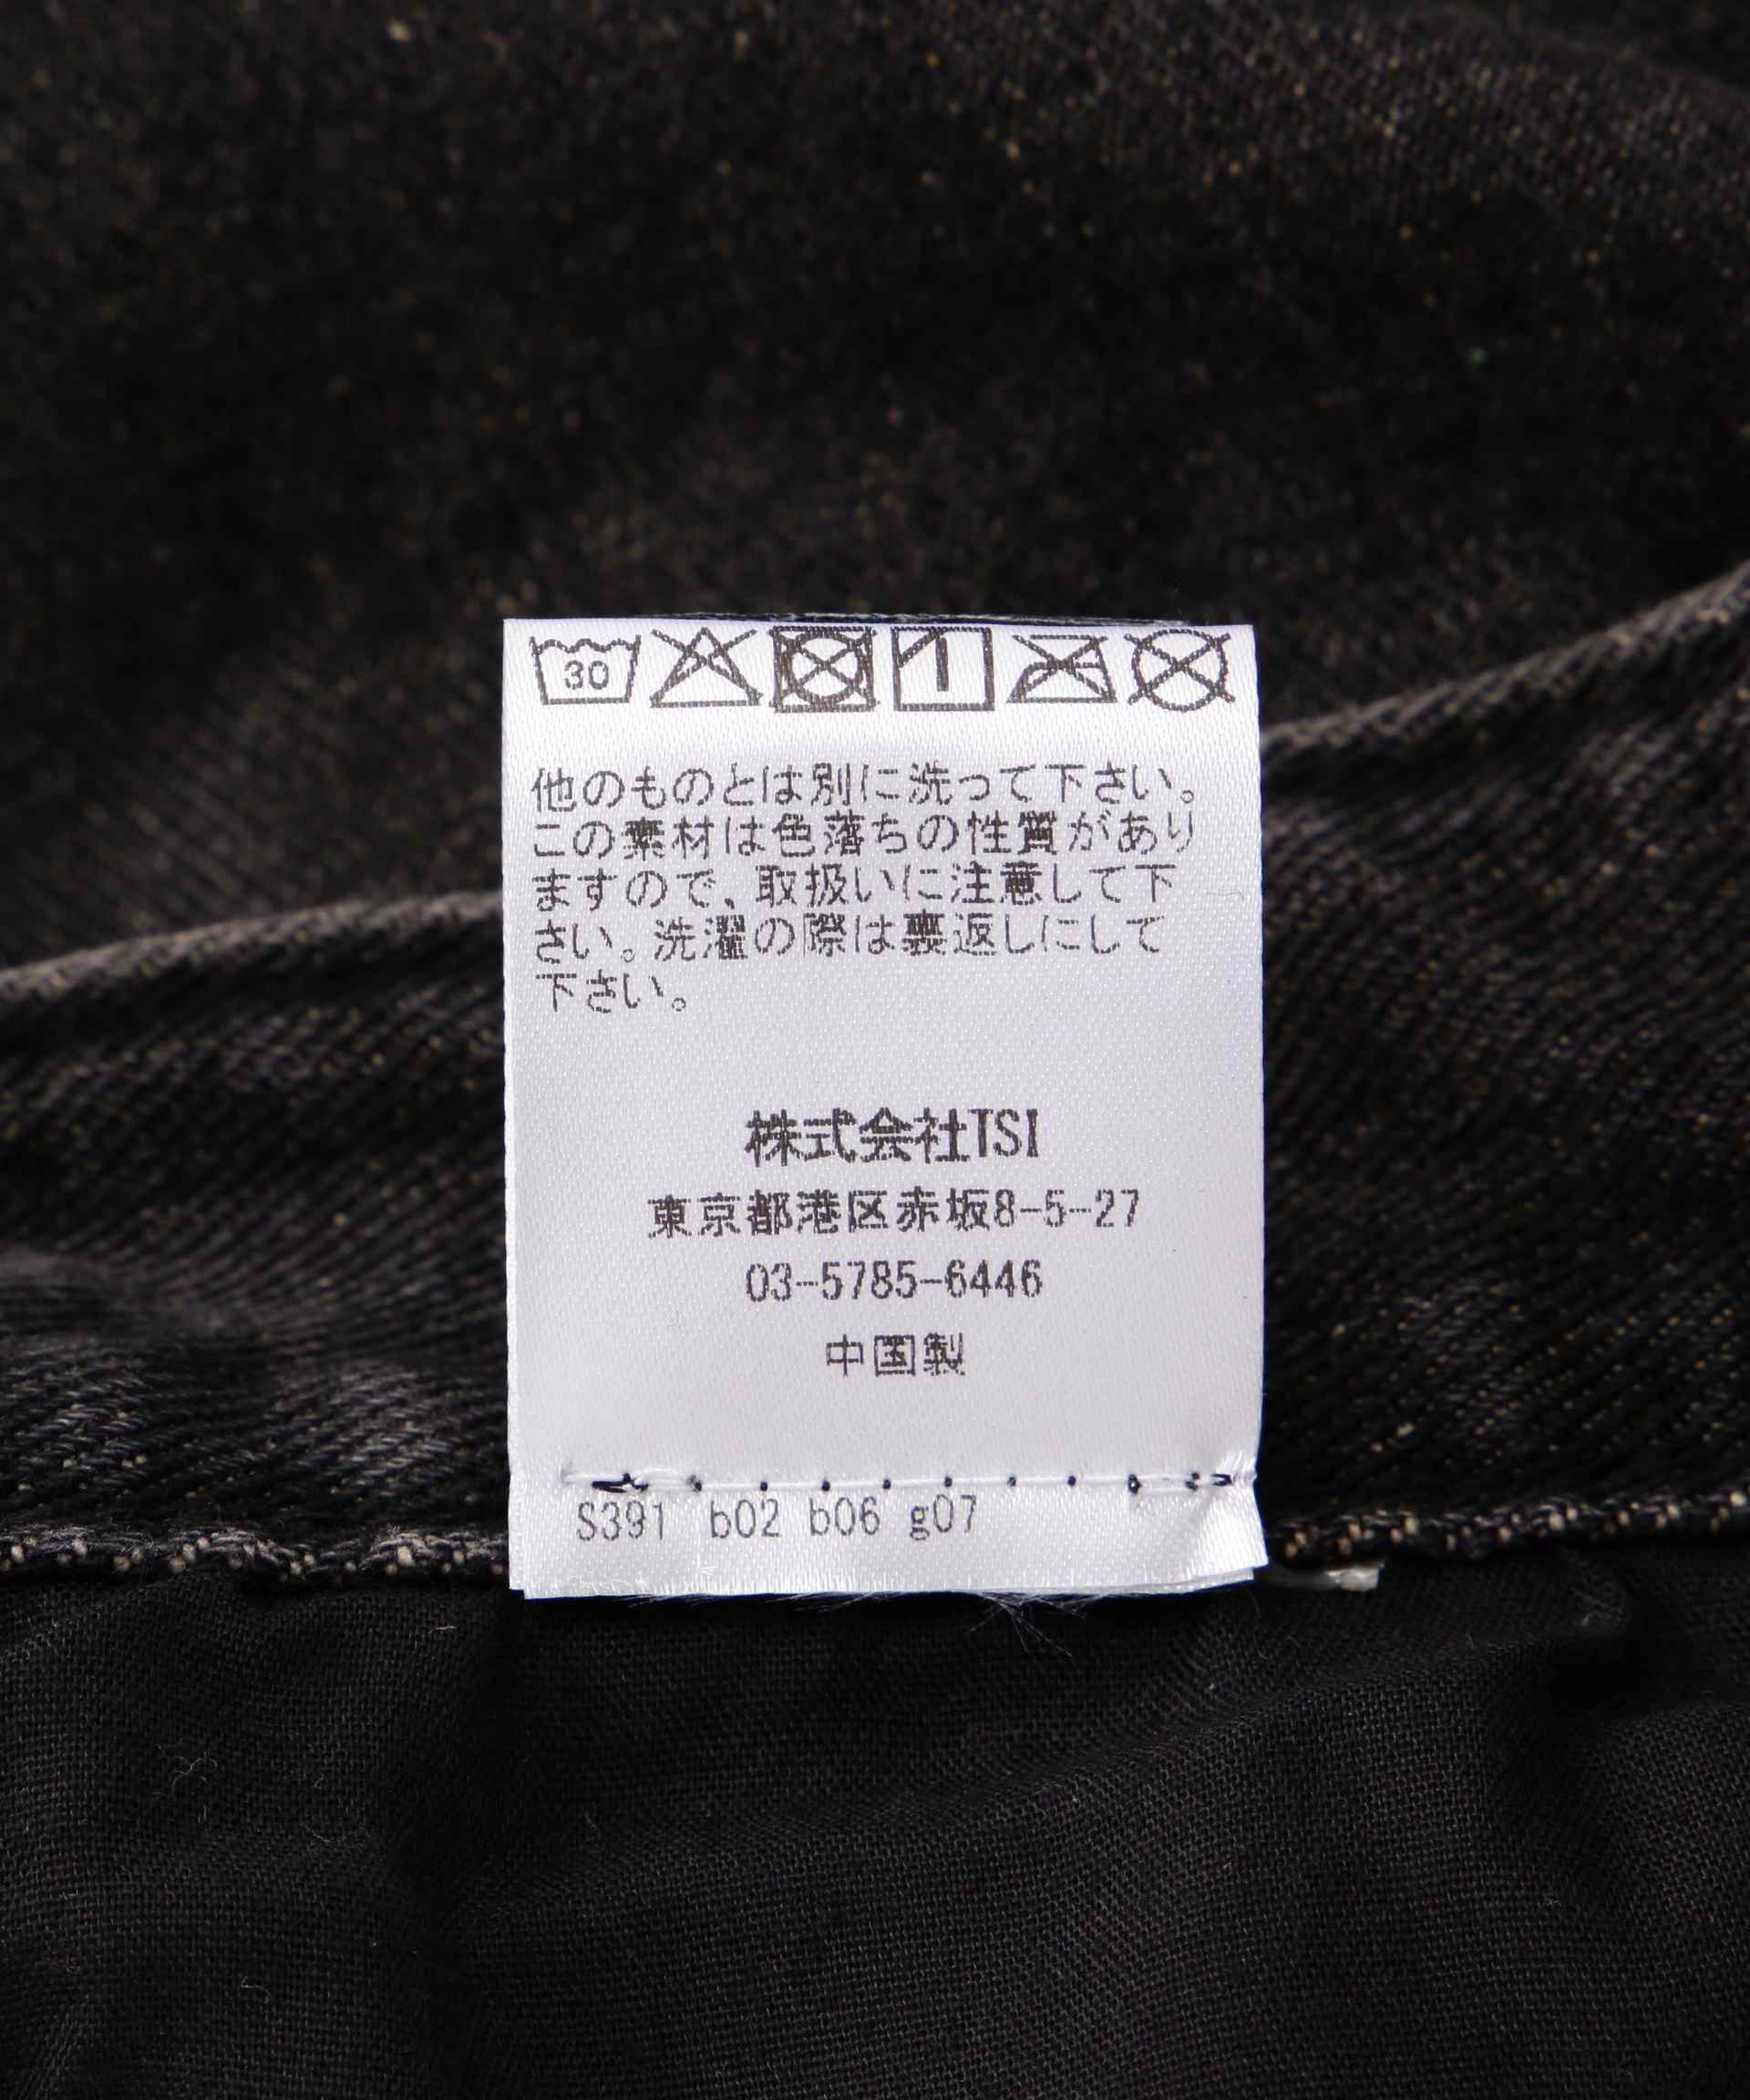 30
他のものとは別に洗って下さい。
この素材は色落ちの性質があり
ますので、取扱いに注意して下
さい。洗濯の際は裏返しにして
下さい。
株式会社TSI
東京都港区赤坂8-5-27
03-5785-6446
中国製
S391 b02 b06 g07